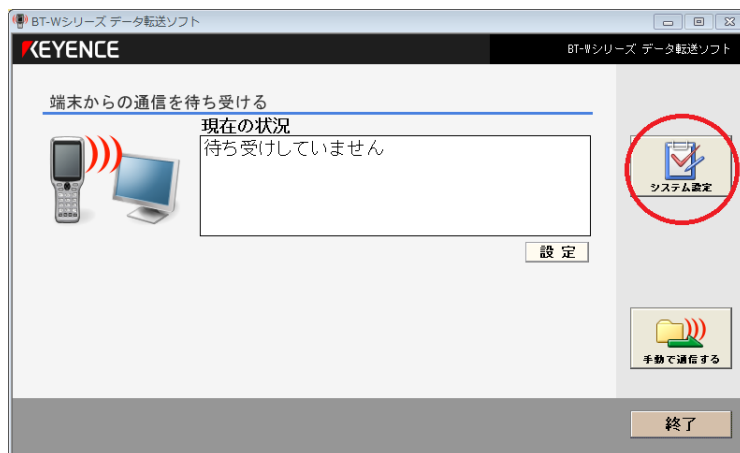 BT-Wシリーズ データ転送ソフト
KEYENCE
BT-Wシリーズ データ転送ソフト
端末からの通信を待ち受ける
現在の状況
待ち受けしていません
システム設定
設定
手動で通信する
終了